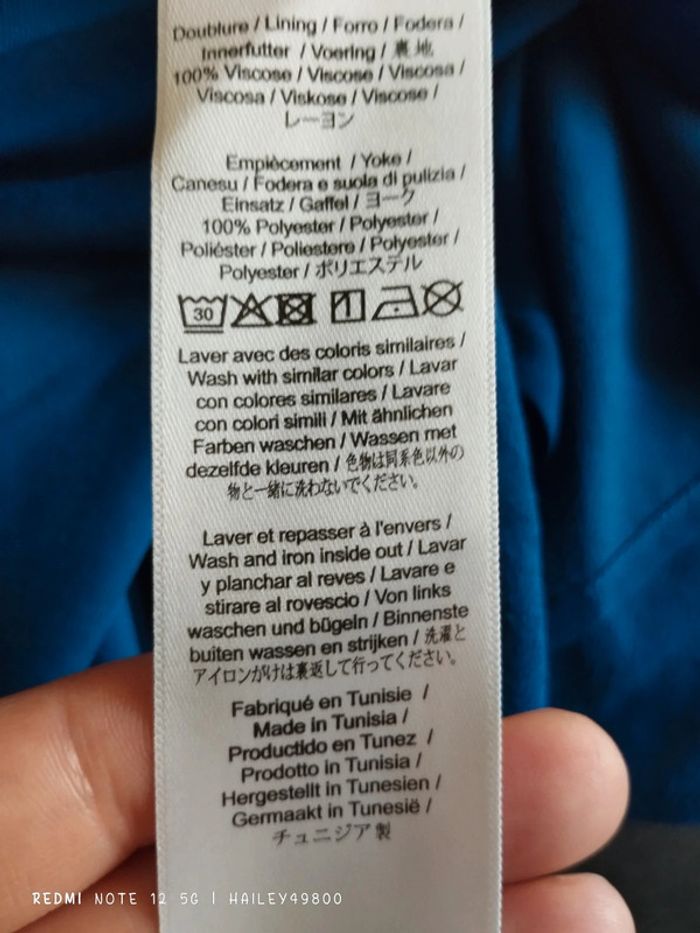 Doublure / Lining / Forro / Fodera /
Innerfutter / Voering / 裏地
100% Viscose / Viscose / Viscosa /
Viscosa / Viskose / Viscose /
レーヨン
Empiècement / Yoke /
Canesu / Fodera e suola di pulizia /
Einsatz / Gaffel / ヨーク
100% Polyester / Polyester /
Poliéster / Poliestere / Polyester /
Polyester / ポリエステル
30
Laver avec des coloris similaires /
Wash with similar colors / Lavar
con colores similares / Lavare
con colori simili / Mit ähnlichen
Farben waschen / Wassen met
dezelfde kleuren / 色物は同系色以外の
物と一緒に洗わないでください。
Laver et repasser à l'envers /
Wash and iron inside out / Lavar
y planchar al reves / Lavare e
stirare al rovescio / Von links
waschen und bügeln / Binnenste
buiten wassen en strijken / 洗濯と
アイロンがけは裏返して行ってください。
Fabriqué en Tunisie /
Made in Tunisia /
Productido en Tunez /
Prodotto in Tunisia /
Hergestellt in Tunesien /
Germaakt in Tunesië /
チュニジア製
REDMI NOTE 12 5G | HAILEY49800